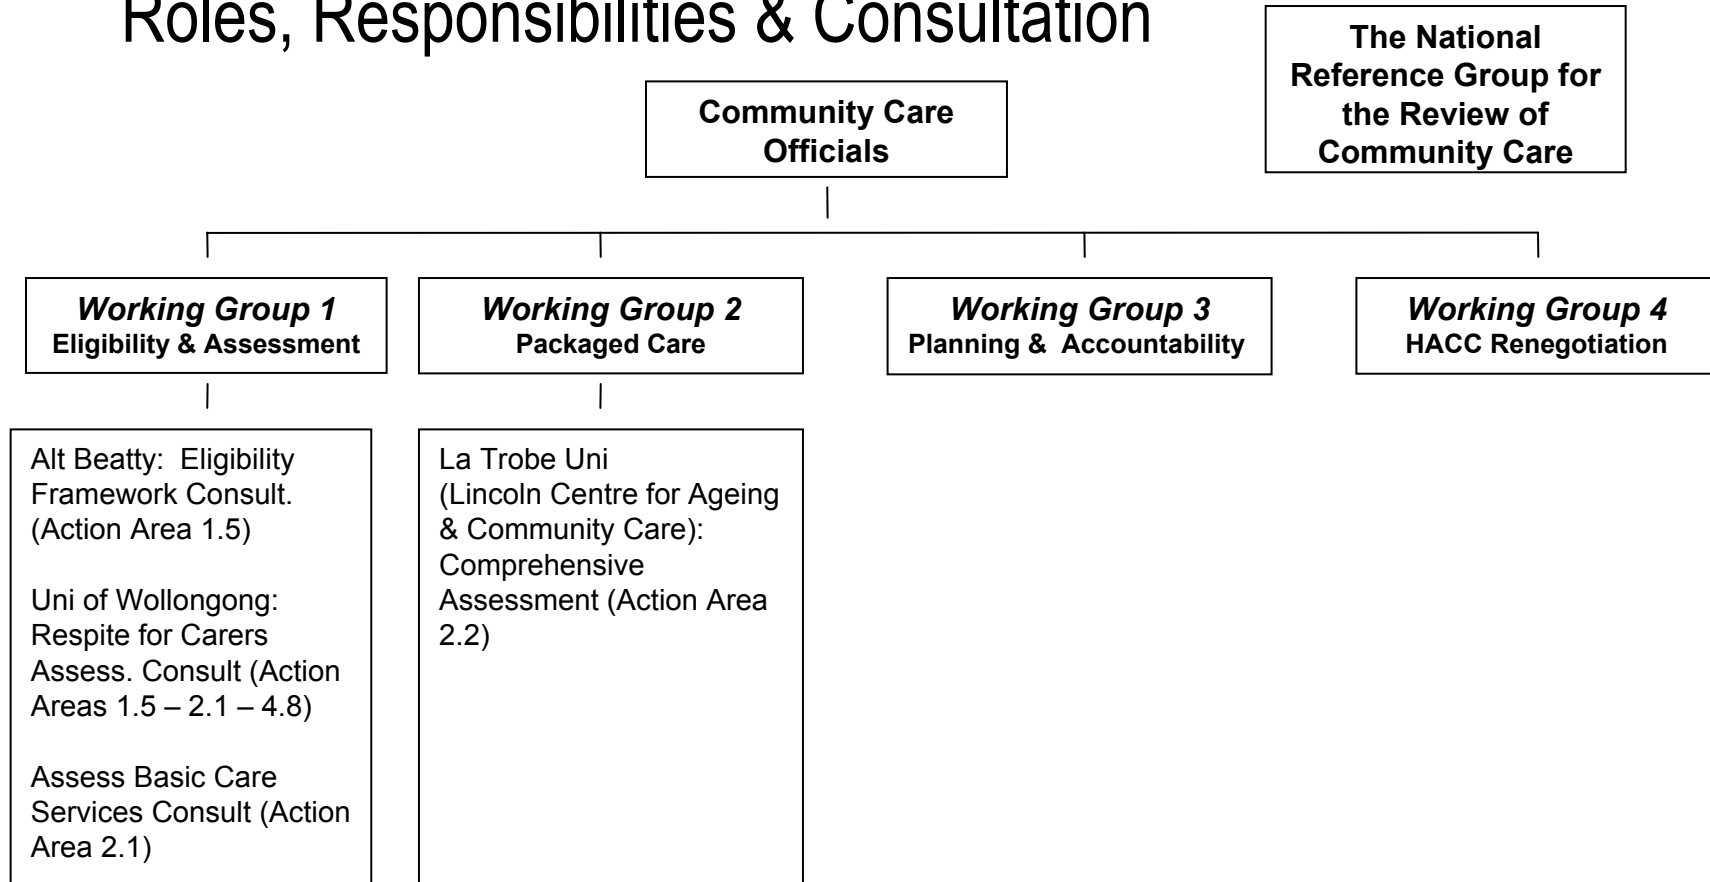 Roles, Responsibilities & Consultation
The National
Reference Group for
the Review of
Community Care
Community Care
Officials
Working Group 1
Eligibility & Assessment
Working Group 2
Packaged Care
Working Group 3
Planning & Accountability
Working Group 4
HACC Renegotiation
Alt Beatty: Eligibility
Framework Consult.
(Action Area 1.5)
Uni of Wollongong:
Respite for Carers
Assess. Consult (Action
Areas 1.5 – 2.1 – 4.8)
Assess Basic Care
Services Consult (Action
Area 2.1)
La Trobe Uni
(Lincoln Centre for Ageing
& Community Care):
Comprehensive
Assessment (Action Area
2.2)